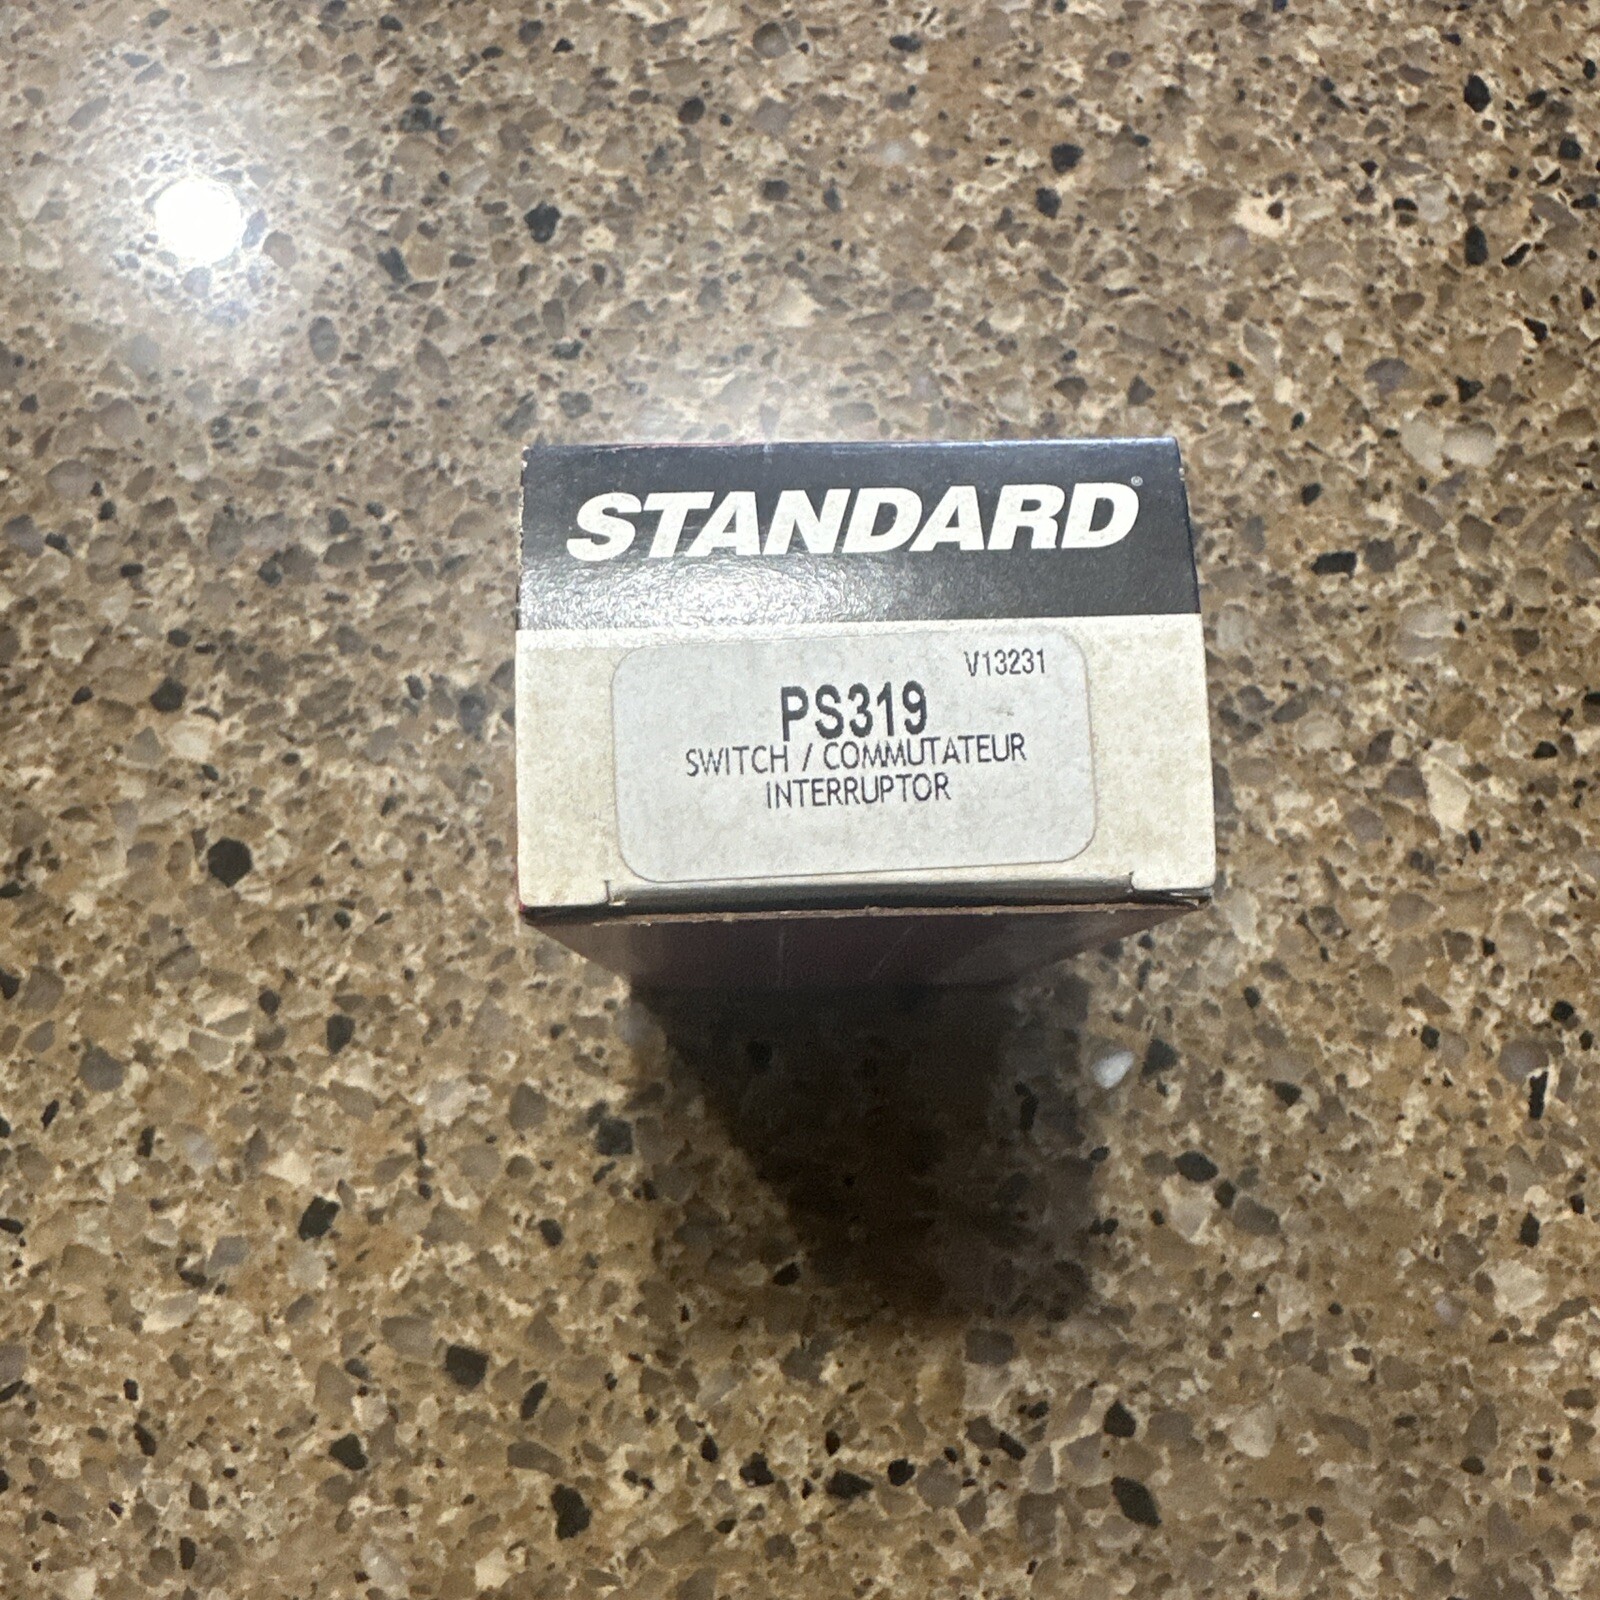 STANDARD®
V13231
PS319
SWITCH / COMMUTATEUR
INTERRUPTOR